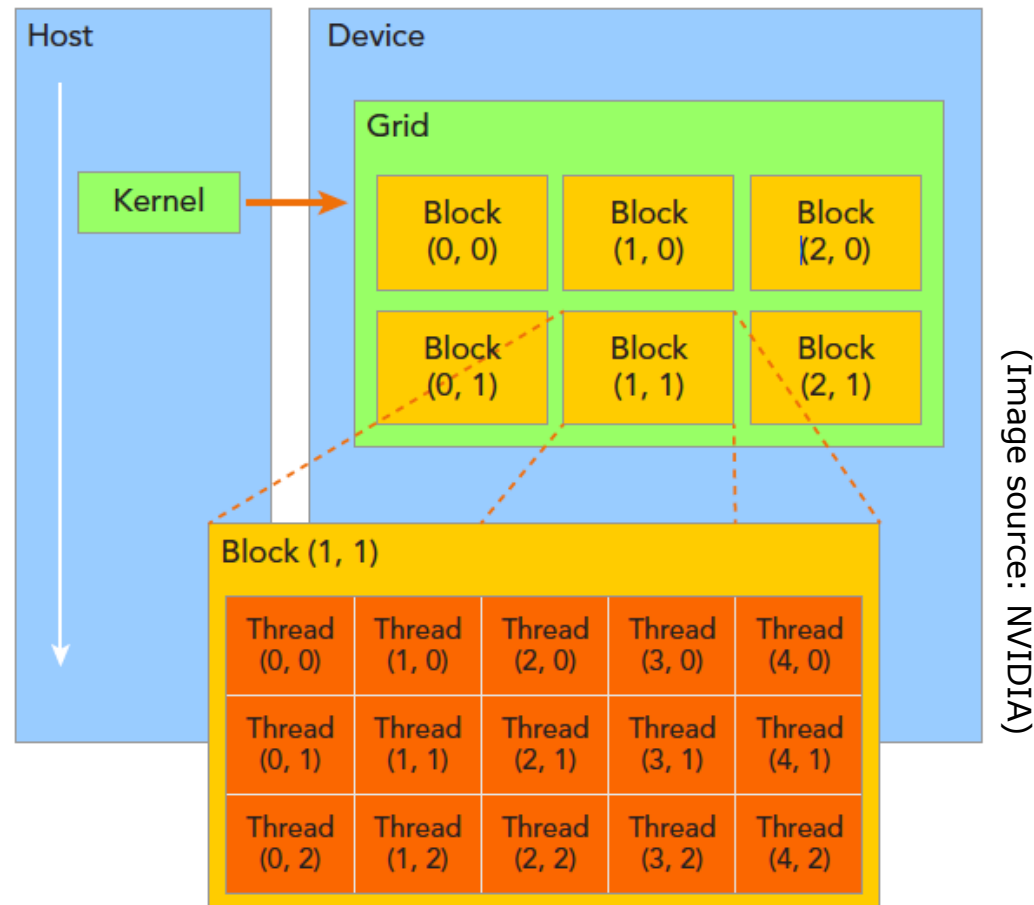 Host
Device
Grid
Kernel
Block
(0, 0)
Block
(1, 0)
Block
(2, 0)
Block
(0, 1)
Block
(1, 1)
Block
(2, 1)
Block (1, 1)
Thread
(0, 0)
Thread
(1, 0)
Thread
(2, 0)
Thread
(3, 0)
Thread
(4, 0)
Thread
(0, 1)
Thread
(1, 1)
Thread
(2, 1)
Thread
(3, 1)
Thread
(4, 1)
Thread
(0, 2)
Thread
(1, 2)
Thread
(2, 2)
Thread
(3, 2)
Thread
(4, 2)
(Image source: NVIDIA)